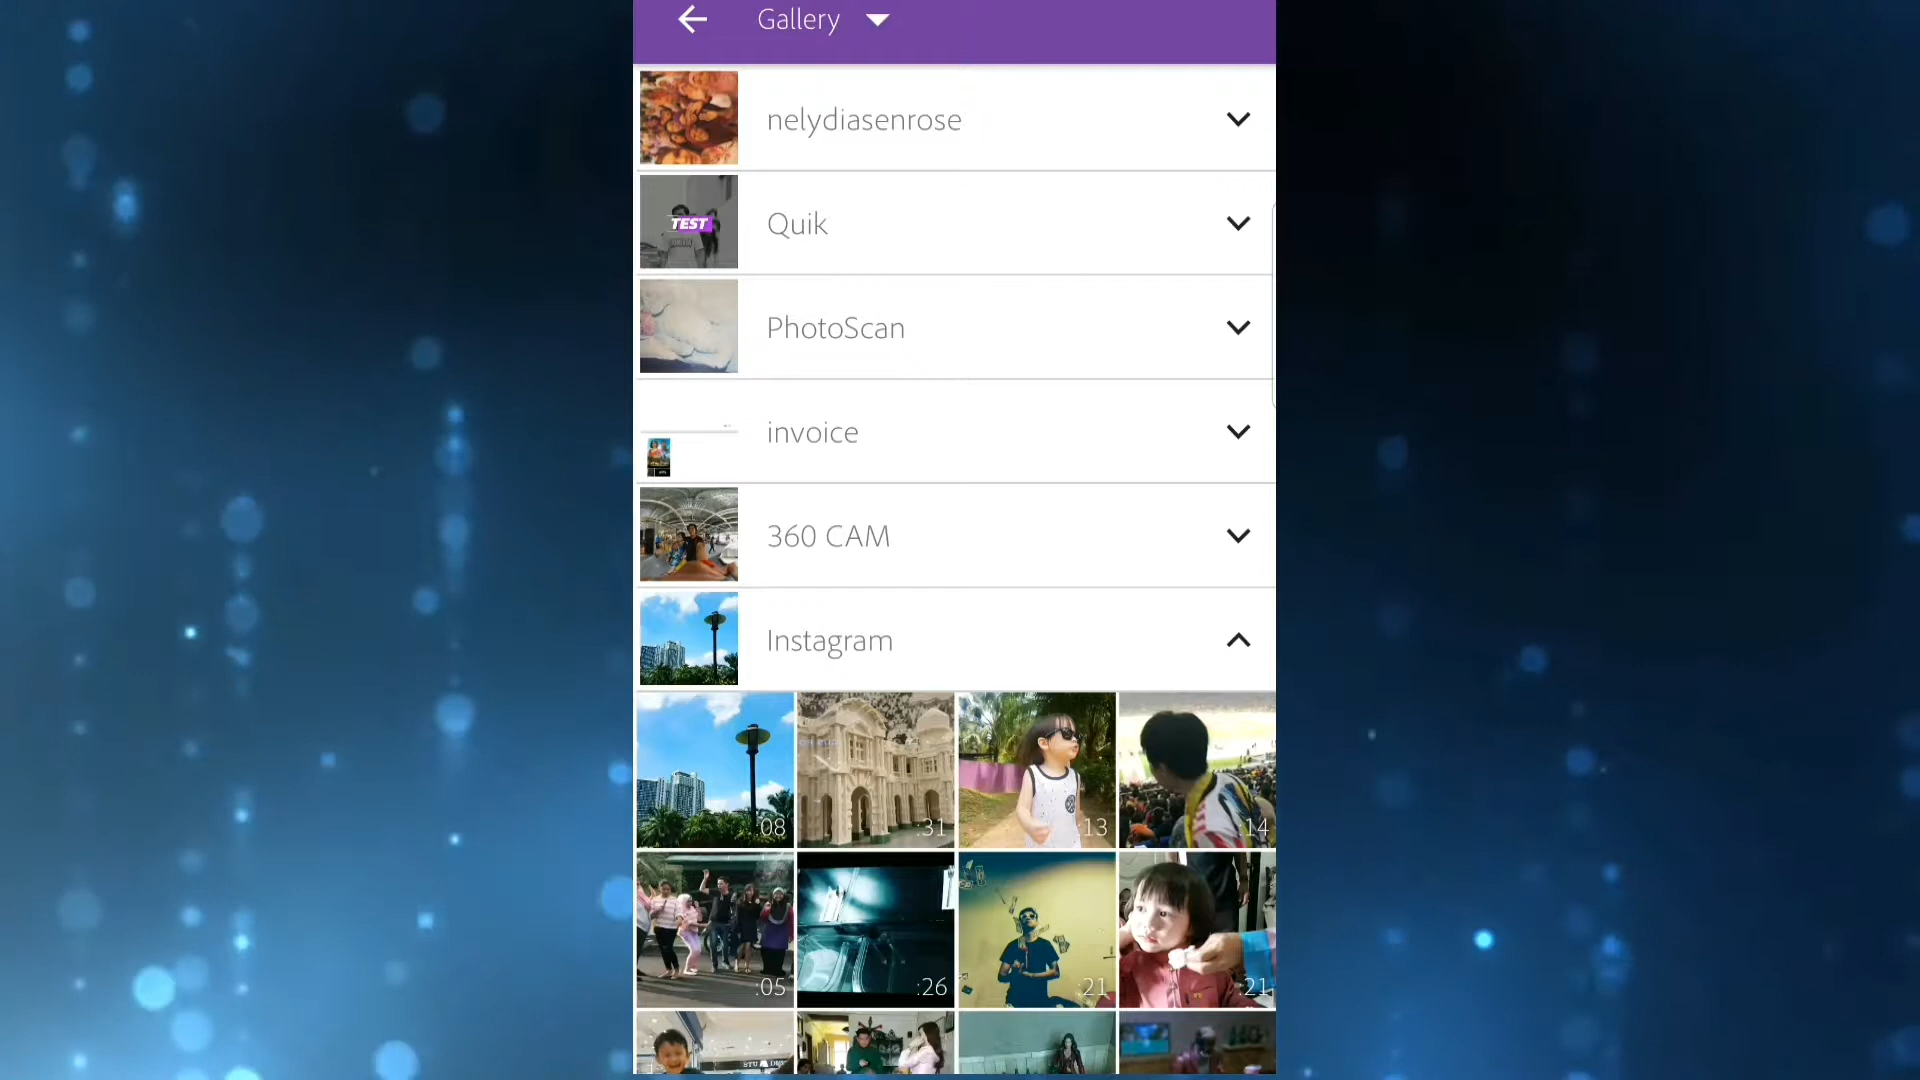 Gallery
nelydiasenrose
TEST
Quik
PhotoScan
invoice
360 CAM
Instagram
:08
:31
:13
:14
:05
:26
:21
:21